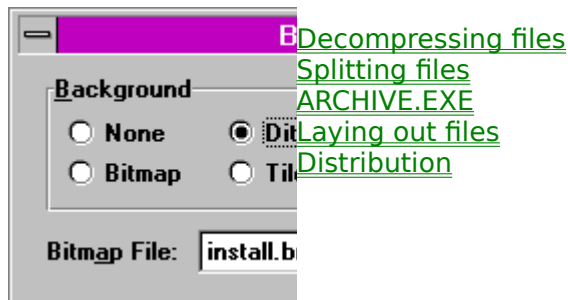 B
Background
None Dit
Bitmap Til
Bitmap File: install.b
Decompressing files
Splitting files
ARCHIVE.EXE
Laying out files
Distribution